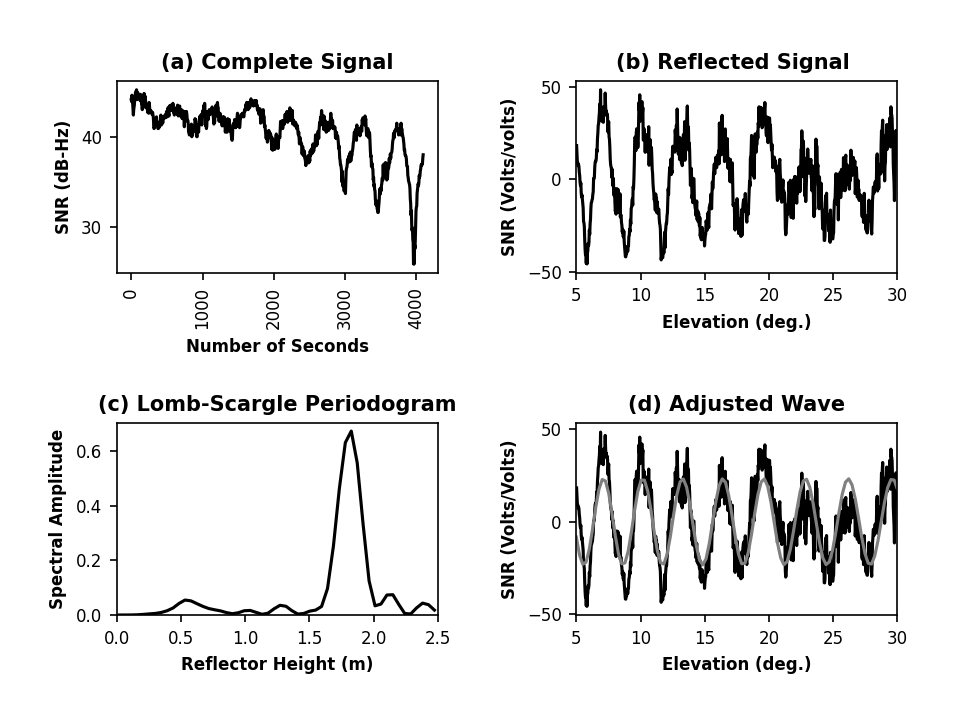 (a) Complete Signal
SNR (dB-Hz)
40
30
0
1000
2000
3000
4000
Number of Seconds
(b) Reflected Signal
SNR (Volts/volts)
50
0
−50
5 10 15 20 25 30
Elevation (deg.)
(c) Lomb-Scargle Periodogram
Spectral Amplitude
0.6
0.4
0.2
0.0
0.0 0.5 1.0 1.5 2.0 2.5
Reflector Height (m)
(d) Adjusted Wave
SNR (Volts/Volts)
50
0
−50
5 10 15 20 25 30
Elevation (deg.)